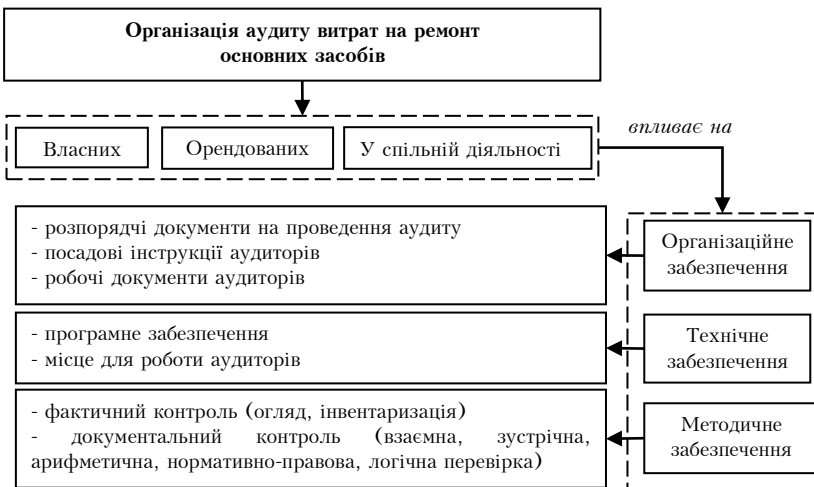 Організація аудиту витрат на ремонт
основних засобів
Власних
Орендованих
У спільній діяльності
впливає на
- розпорядчі документи на проведення аудиту
- посадові інструкції аудиторів
- робочі документи аудиторів
Організаційне
забезпечення
- програмне забезпечення
- місце для роботи аудиторів
Технічне
забезпечення
- фактичний контроль (огляд, інвентаризація)
- документальний контроль (взаємна, зустрічна,
арифметична, нормативно-правова, логічна перевірка)
Методичне
забезпечення